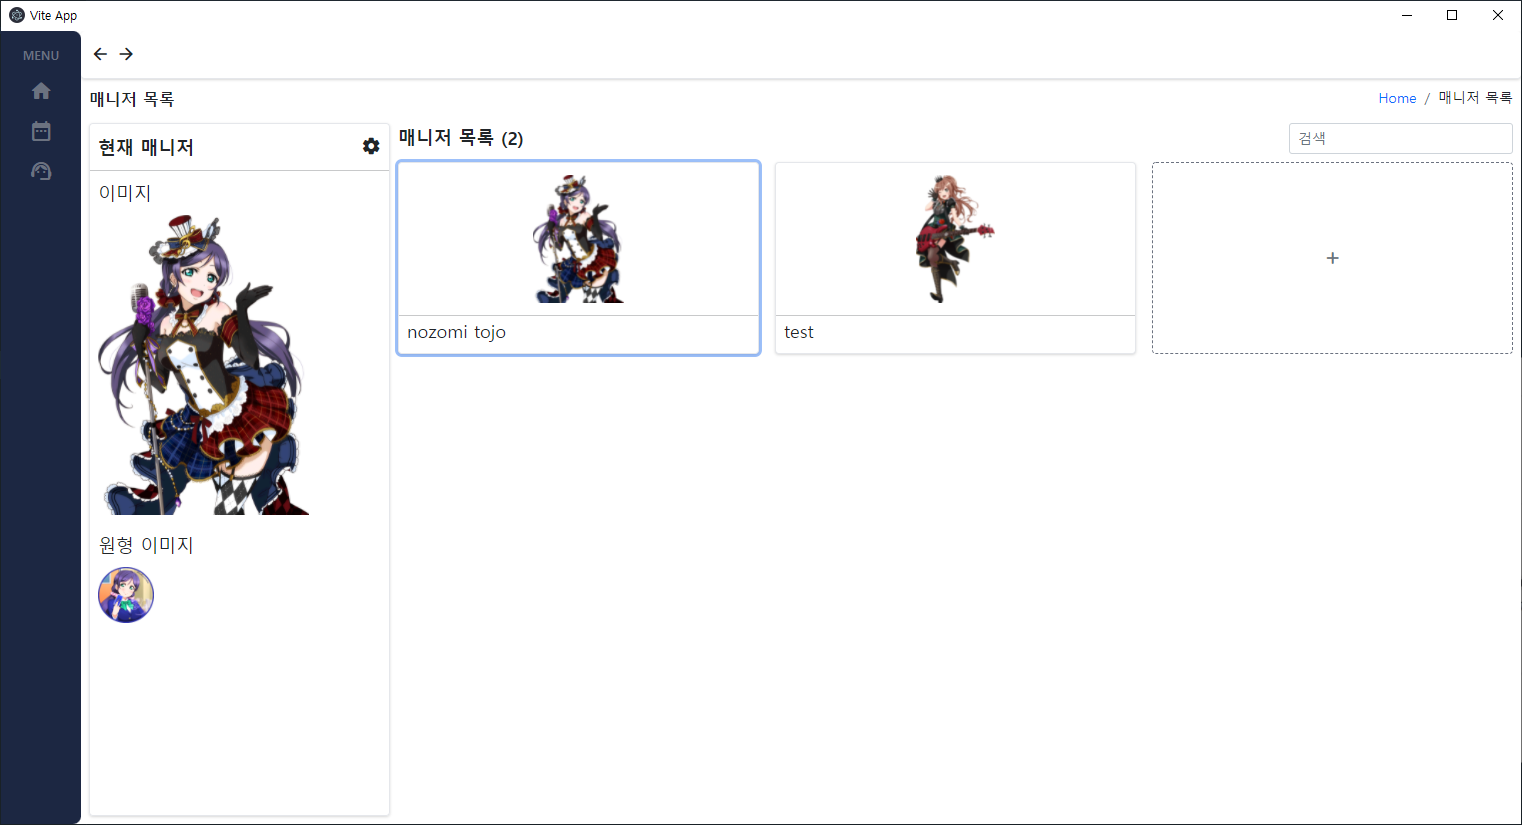 Vite App
MENU
매니저 목록
Home / 매니저 목록
현재 매니저
이미지
원형 이미지
매니저 목록 (2)
검색
nozomi tojo
test
+